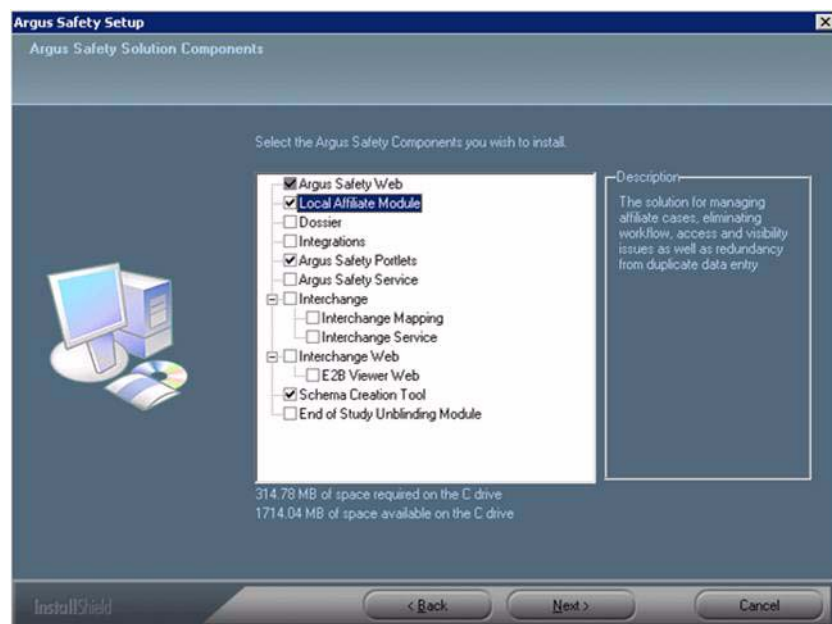 Argus Safety Setup
Argus Safety Solution Components
Select the Argus Safety Components you wish to install.
Argus Safety Web
Local Affiliate Module
Dossier
Integrations
Argus Safety Portlets
Argus Safety Service
Interchange
Interchange Mapping
Interchange Service
Interchange Web
E2B Viewer Web
Schema Creation Tool
End of Study Unblinding Module
Description
The solution for managing
affiliate cases, eliminating
workflow, access and visibility
issues as well as redundancy
from duplicate data entry
314.78 MB of space required on the C drive
1714.04 MB of space available on the C drive
InstallShield
< Back
Next >
Cancel